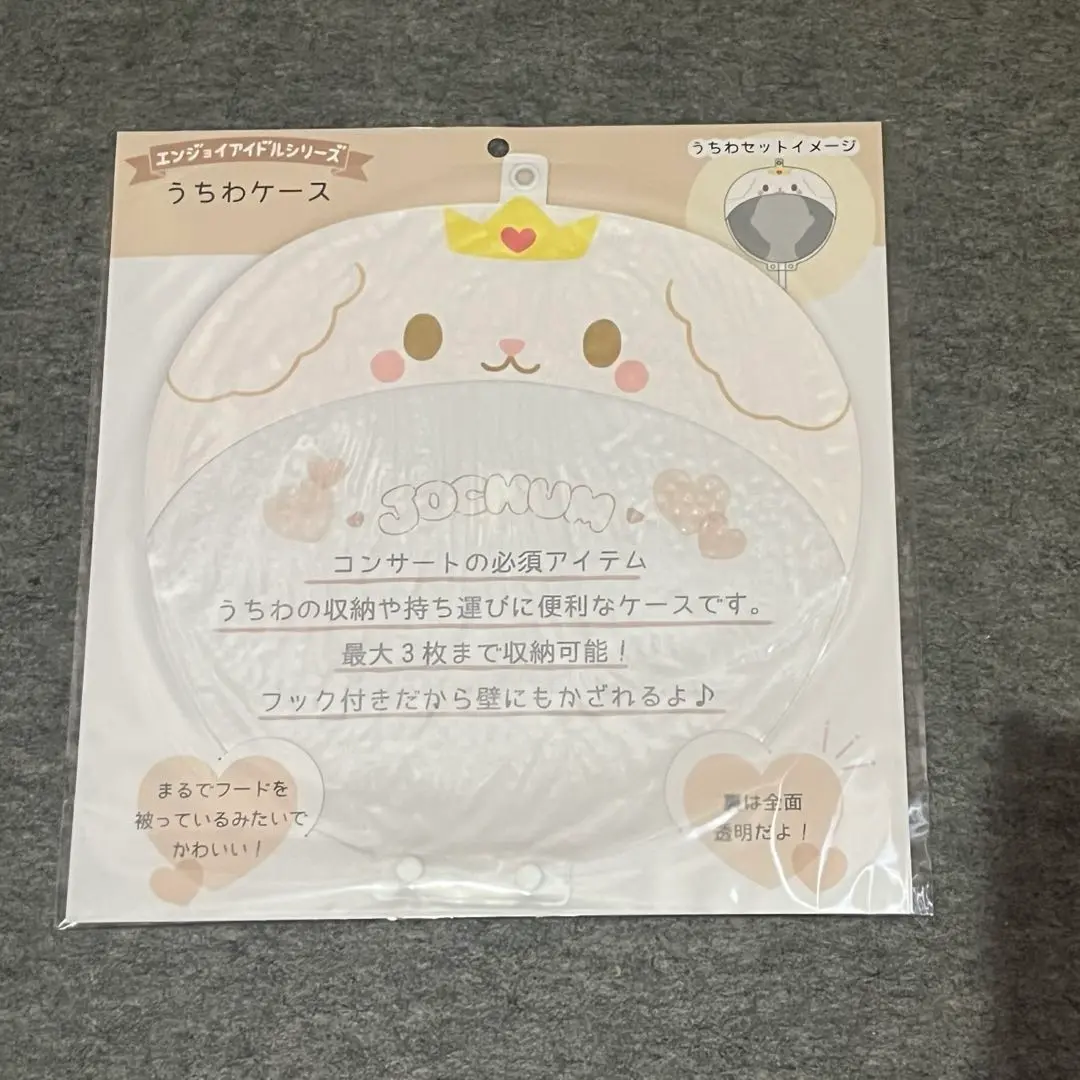 エンジョイアイドルシリーズ
うちわケース
うちわセットイメージ
JOCHUM
コンサートの必須アイテム
うちわの収納や持ち運びに便利なケースです。
最大3枚まで収納可能!
フック付きだから壁にもかざれるよ♪
まるでフードを
被っているみたいで
かわいい!
裏は全面
透明だよ!